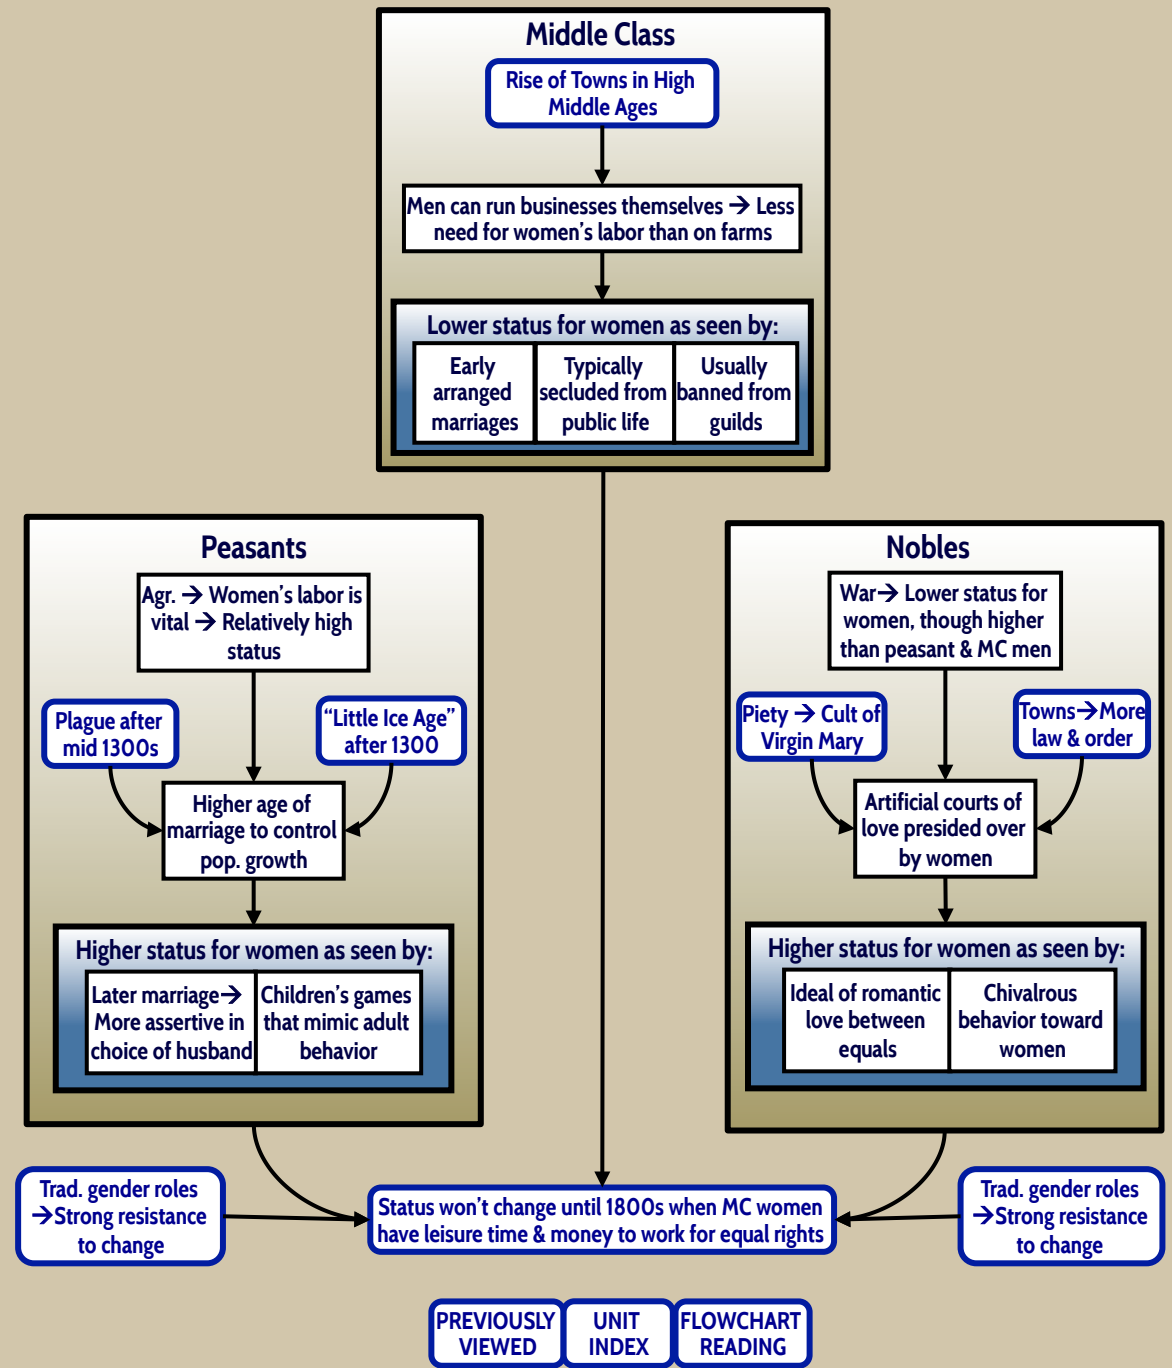 Middle Class
Rise of Towns in High
Middle Ages
Men can run businesses themselves → Less
need for women's labor than on farms
Lower status for women as seen by:
Early
arranged
marriages
Typically
secluded from
public life
Usually
banned from
guilds
Peasants
Agr. → Women's labor is
vital → Relatively high
status
Plague after
mid 1300s
“Little Ice Age”
after 1300
Higher age of
marriage to control
pop. growth
Higher status for women as seen by:
Later marriage→
More assertive in
choice of husband
Children's games
that mimic adult
behavior
Nobles
War→ Lower status for
women, though higher
than peasant & MC men
Piety → Cult of
Virgin Mary
Towns→More
law & order
Artificial courts of
love presided over
by women
Higher status for women as seen by:
Ideal of romantic
love between
equals
Chivalrous
behavior toward
women
Trad. gender roles
→Strong resistance
to change
Status won't change until 1800s when MC women
have leisure time & money to work for equal rights
Trad. gender roles
→Strong resistance
to change
PREVIOUSLY
VIEWED
UNIT
INDEX
FLOWCHART
READING